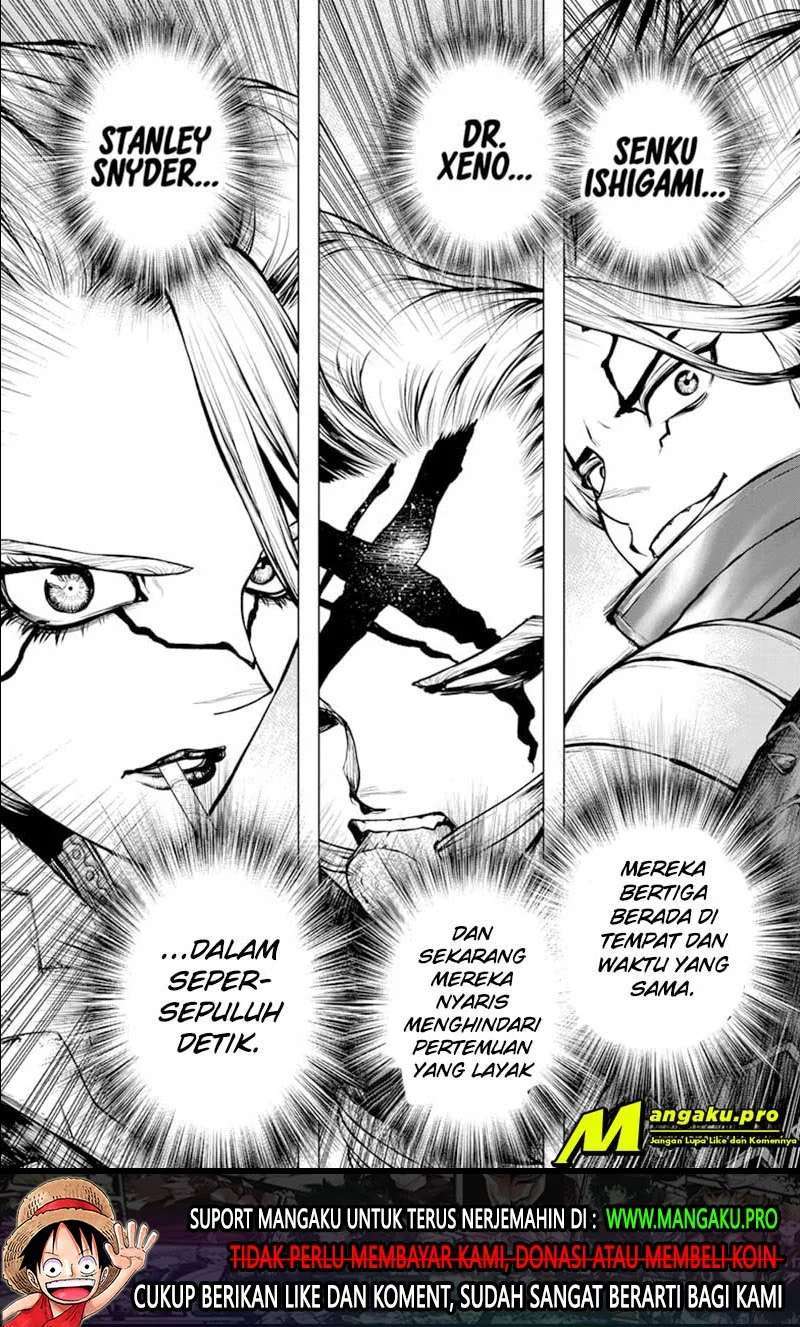 SENKU
ISHIGAMI...
DR.
XENO...
STANLEY
SNYDER...
MEREKA
BERTIGA
BERADA DI
TEMPAT DAN
WAKTU YANG
SAMA.
DAN
SEKARANG
MEREKA
NYARIS
MENGHINDARI
PERTEMUAN
YANG LAYAK
...DALAM
SEPER-
SEPULUH
DETIK.
Mangaku.pro
Jangan Lupa Like dan Komennya
SUPORT MANGAKU UNTUK TERUS NERJEMAHIN DI : WWW.MANGAKU.PRO
TIDAK PERLU MEMBAYAR KAMI, DONASI ATAU MEMBELI KOIN
CUKUP BERIKAN LIKE DAN KOMENT, SUDAH SANGAT BERARTI BAGI KAMI